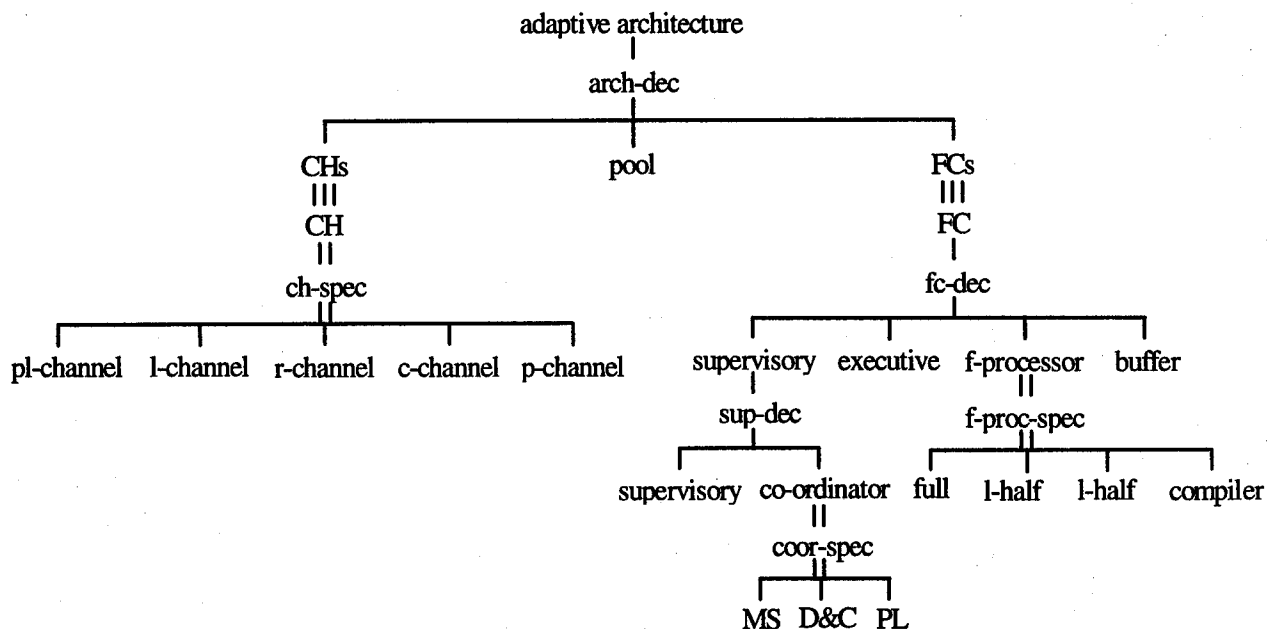 adaptive architecture
arch-dec
CHs pool FCs
CH FC
ch-spec fc-dec
pl-channel l-channel r-channel c-channel p-channel supervisory executive f-processor buffer
sup-dec f-proc-spec
supervisory co-ordinator full l-half l-half compiler
coor-spec
MS D&C PL